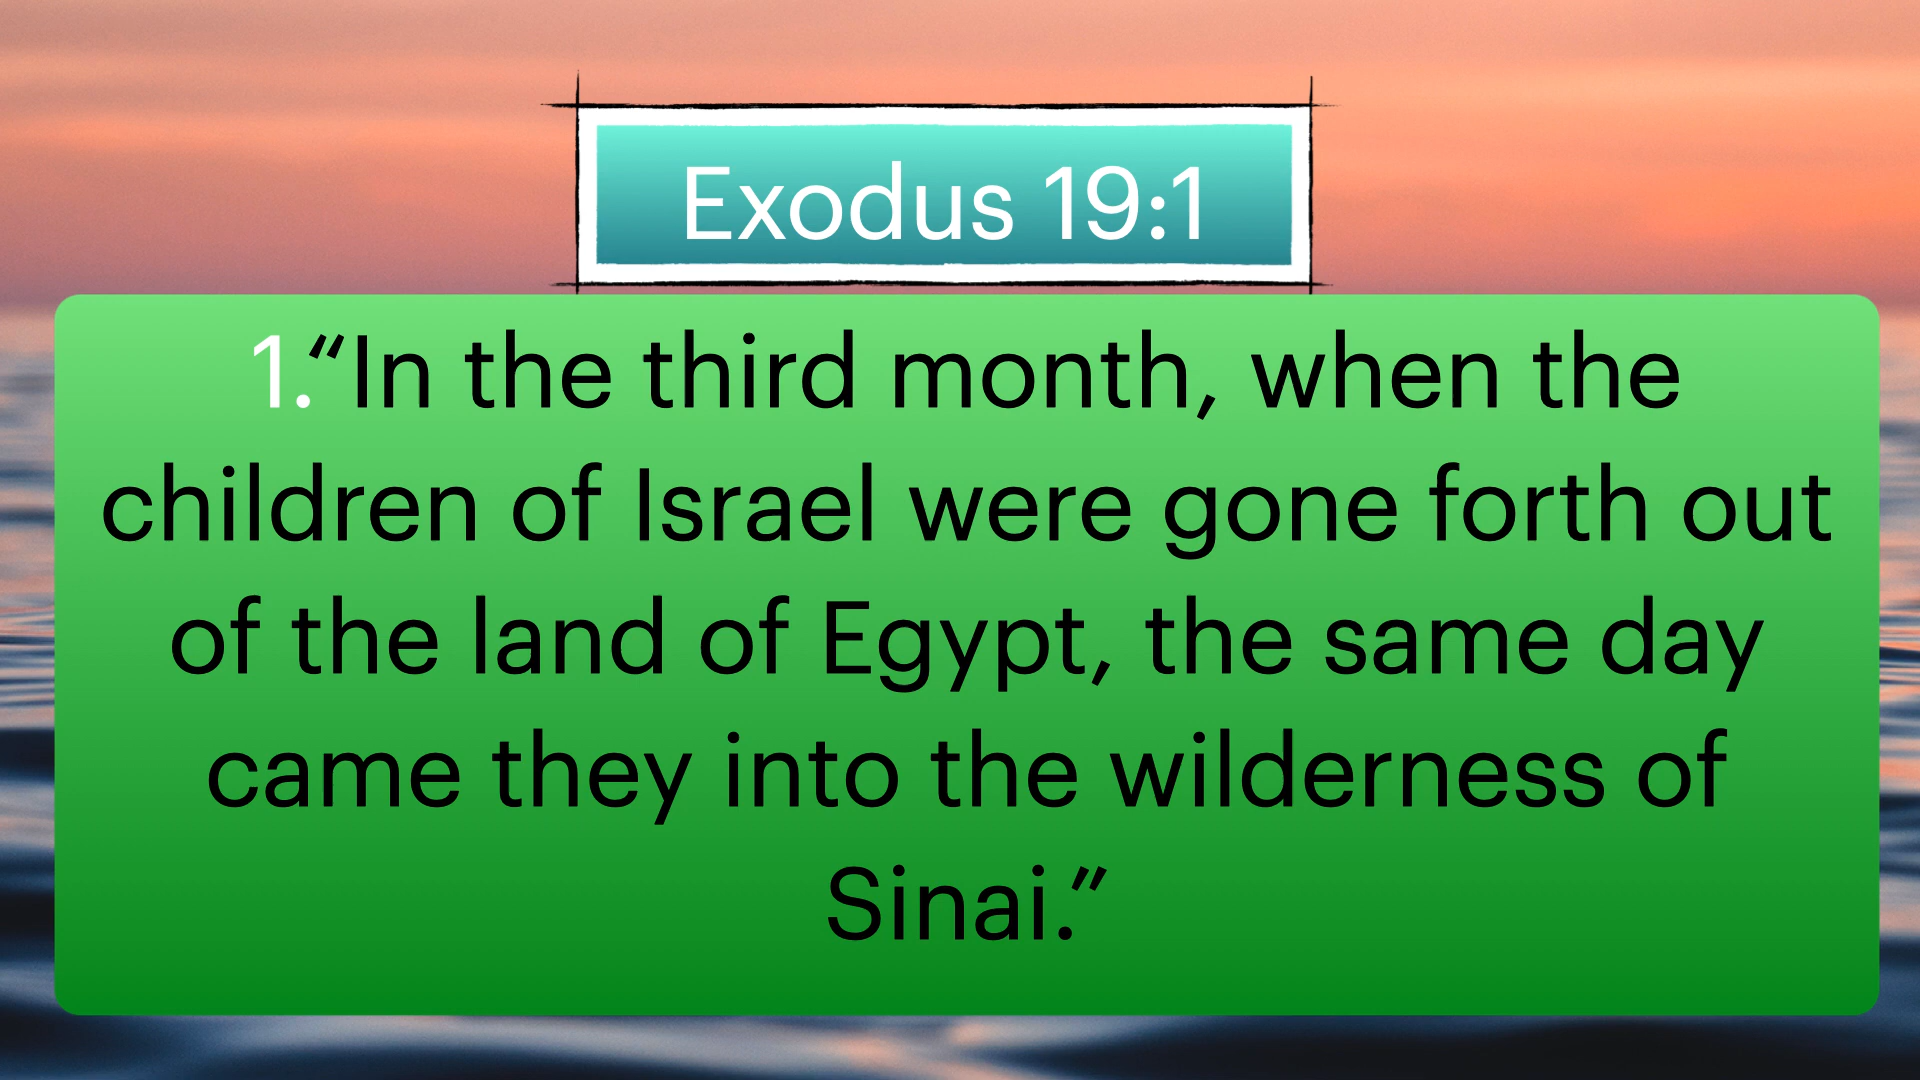 Exodus 19:1
1.“In the third month, when the
children of Israel were gone forth out
of the land of Egypt, the same day
came they into the wilderness of
Sinai.”